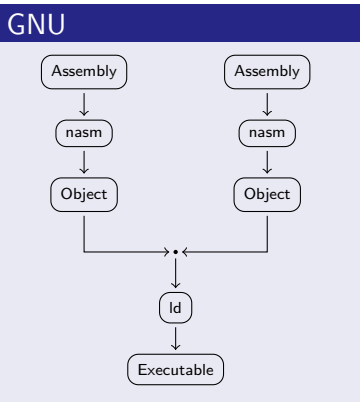 GNU
Assembly Assembly
nasm nasm
Object Object
ld
Executable